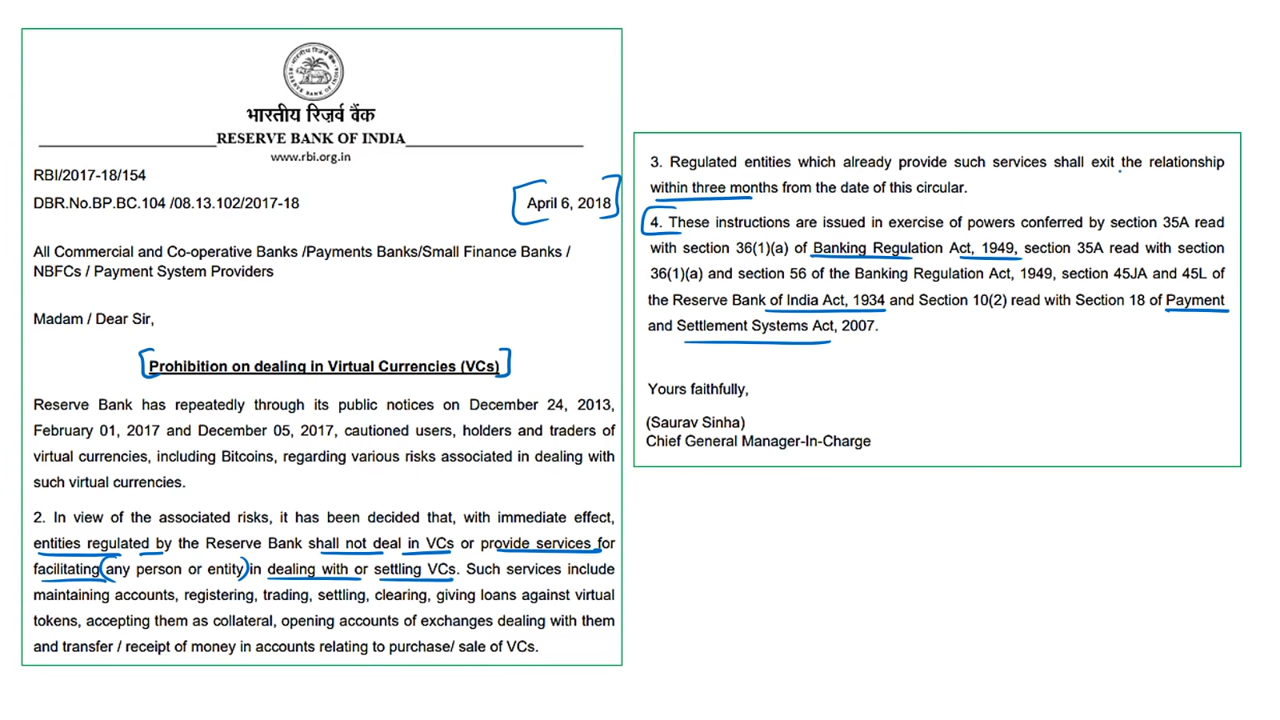 भारतीय रिज़र्व बैंक
RESERVE BANK OF INDIA
www.rbi.org.in
RBI/2017-18/154
DBR.No.BP.BC.104 /08.13.102/2017-18 April 6, 2018
All Commercial and Co-operative Banks /Payments Banks/Small Finance Banks /
NBFCs / Payment System Providers
Madam / Dear Sir,
Prohibition on dealing in Virtual Currencies (VCs)
Reserve Bank has repeatedly through its public notices on December 24, 2013,
February 01, 2017 and December 05, 2017, cautioned users, holders and traders of
virtual currencies, including Bitcoins, regarding various risks associated in dealing with
such virtual currencies.
2. In view of the associated risks, it has been decided that, with immediate effect,
entities regulated by the Reserve Bank shall not deal in VCs or provide services for
facilitating any person or entity in dealing with or settling VCs. Such services include
maintaining accounts, registering, trading, settling, clearing, giving loans against virtual
tokens, accepting them as collateral, opening accounts of exchanges dealing with them
and transfer / receipt of money in accounts relating to purchase/ sale of VCs.
3. Regulated entities which already provide such services shall exit the relationship
within three months from the date of this circular.
4. These instructions are issued in exercise of powers conferred by section 35A read
with section 36(1)(a) of Banking Regulation Act, 1949, section 35A read with section
36(1)(a) and section 56 of the Banking Regulation Act, 1949, section 45JA and 45L of
the Reserve Bank of India Act, 1934 and Section 10(2) read with Section 18 of Payment
and Settlement Systems Act, 2007.
Yours faithfully,
(Saurav Sinha)
Chief General Manager-In-Charge